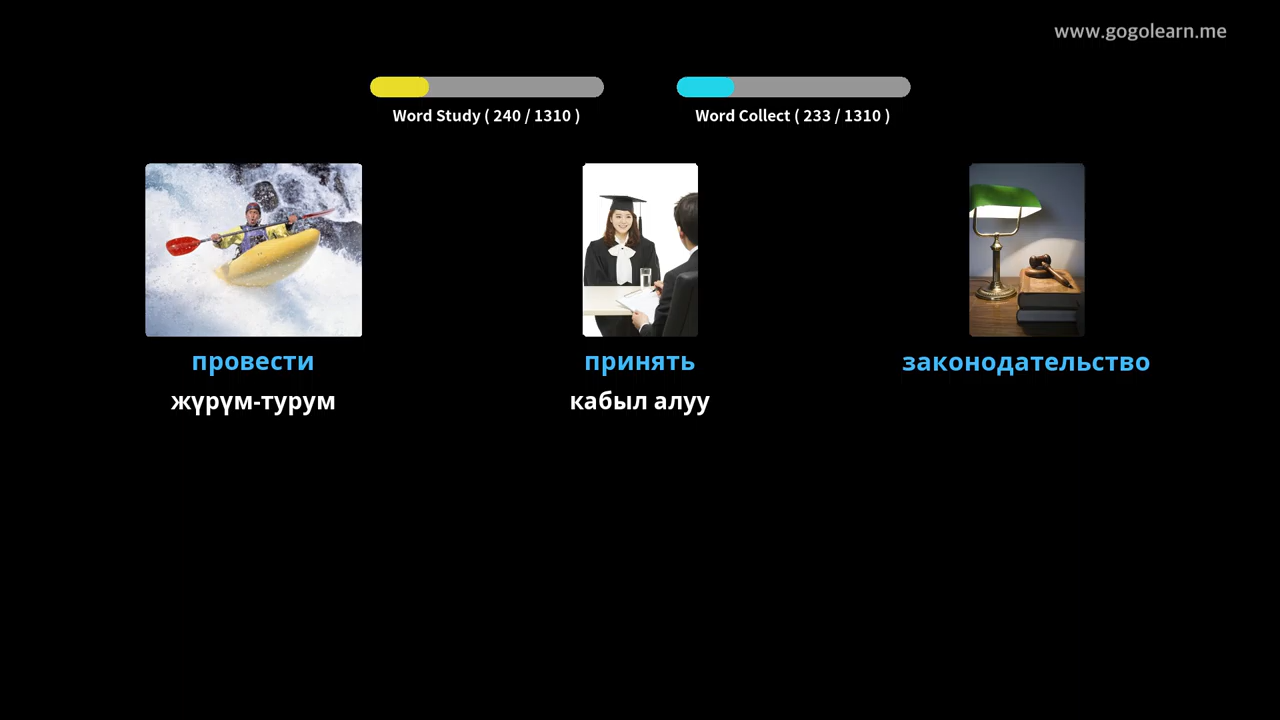 www.gogolearn.me
Word Study ( 240 / 1310 )
Word Collect ( 233 / 1310 )
провести
принять
законодательство
жүрүм-турум
кабыл алуу